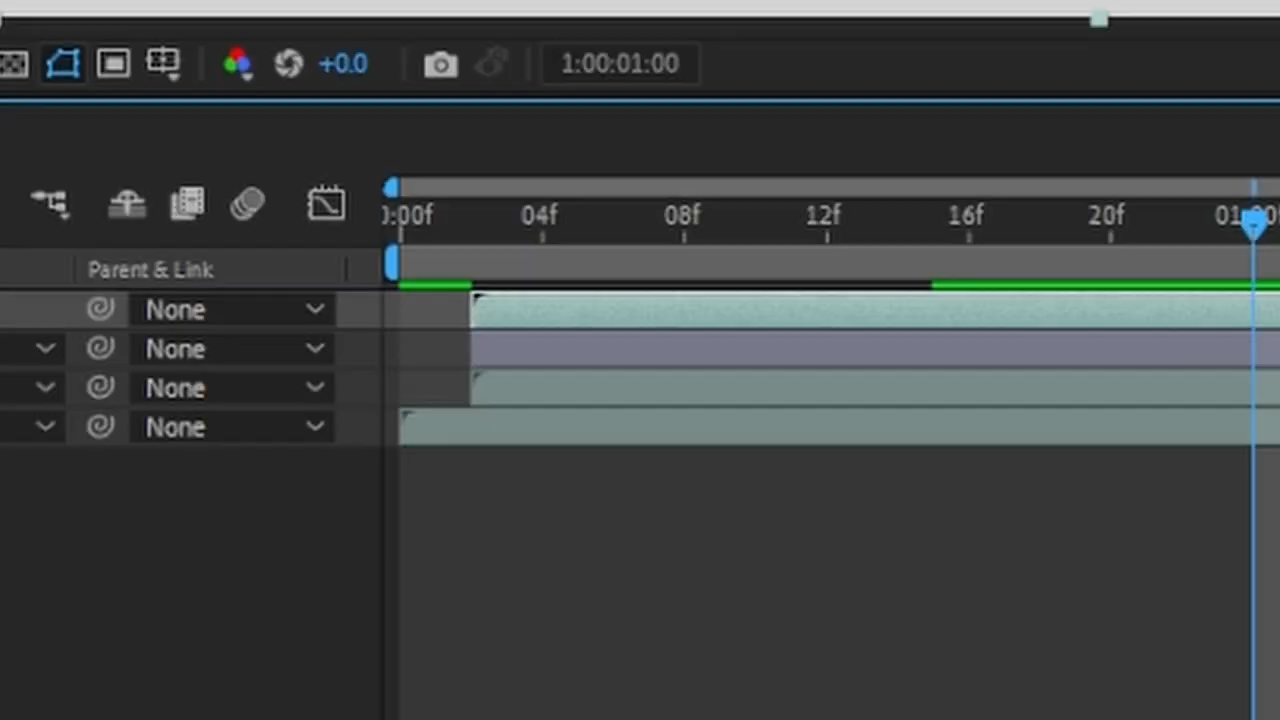 +0.0 1:00:01:00
0:00f 04f 08f 12f 16f 20f
Parent & Link
None
None
None
None